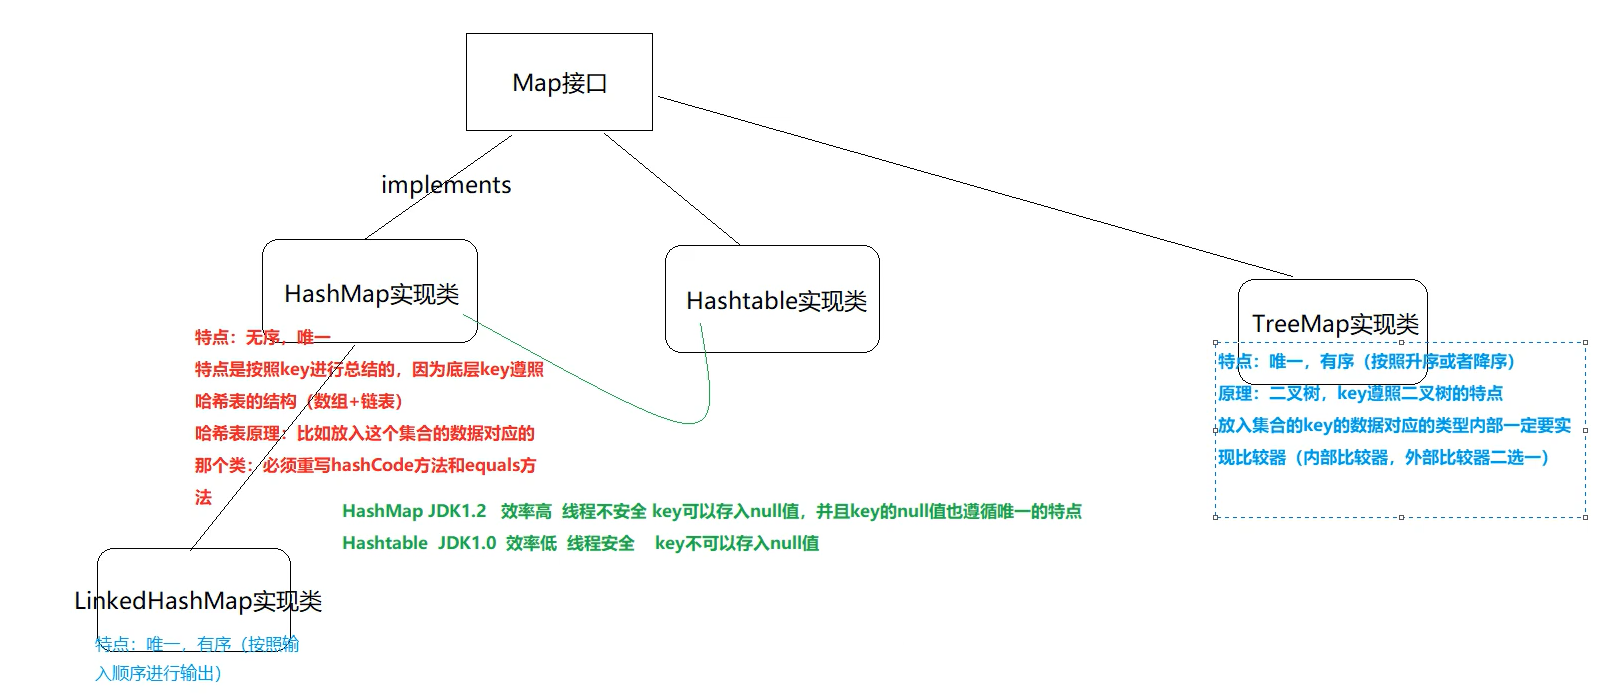 Map接口
implements
HashMap实现类
Hashtable实现类
TreeMap实现类
特点：无序，唯一
特点是按照key进行总结的，因为底层key遵照
哈希表的结构（数组+链表）
哈希表原理：比如放入这个集合的数据对应的
那个类：必须重写hashCode方法和equals方
法
特点：唯一，有序（按照升序或者降序）
原理：二叉树，key遵照二叉树的特点
放入集合的key的数据对应的类型内部一定要实
现比较器（内部比较器，外部比较器二选一）
HashMap JDK1.2 效率高 线程不安全 key可以存入null值，并且key的null值也遵循唯一的特点
Hashtable JDK1.0 效率低 线程安全 key不可以存入null值
LinkedHashMap实现类
特点：唯一，有序（按照输
入顺序进行输出）